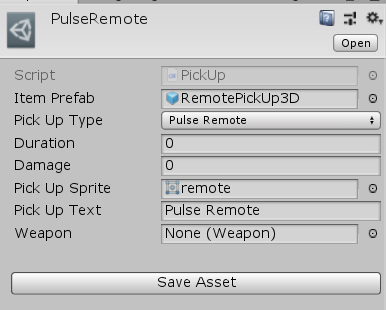 PulseRemote
Open
Script PickUp
Item Prefab RemotePickUp3D
Pick Up Type Pulse Remote
Duration 0
Damage 0
Pick Up Sprite remote
Pick Up Text Pulse Remote
Weapon None (Weapon)
Save Asset